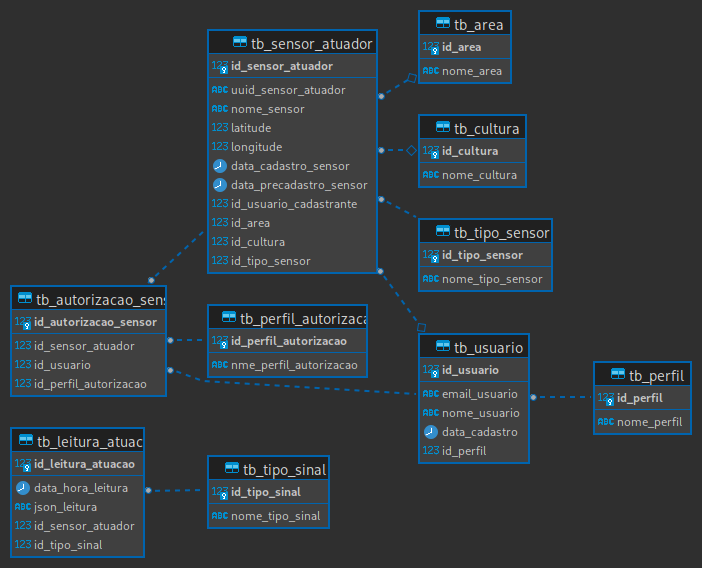 tb_sensor_atuador
123 id_sensor_atuador
ABC uuid_sensor_atuador
ABC nome_sensor
123 latitude
123 longitude
data_cadastro_sensor
data_precadastro_sensor
123 id_usuario_cadastrante
123 id_area
123 id_cultura
123 id_tipo_sensor
tb_area
123 id_area
ABC nome_area
tb_cultura
123 id_cultura
ABC nome_cultura
tb_tipo_sensor
123 id_tipo_sensor
ABC nome_tipo_sensor
tb_autorizacao_sens
123 id_autorizacao_sensor
123 id_sensor_atuador
123 id_usuario
123 id_perfil_autorizacao
tb_perfil_autorizaca
123 id_perfil_autorizacao
ABC nme_perfil_autorizacao
tb_usuario
123 id_usuario
ABC email_usuario
ABC nome_usuario
data_cadastro
123 id_perfil
tb_perfil
123 id_perfil
ABC nome_perfil
tb_leitura_atuac
123 id_leitura_atuacao
data_hora_leitura
ABC json_leitura
123 id_sensor_atuador
123 id_tipo_sinal
tb_tipo_sinal
123 id_tipo_sinal
ABC nome_tipo_sinal